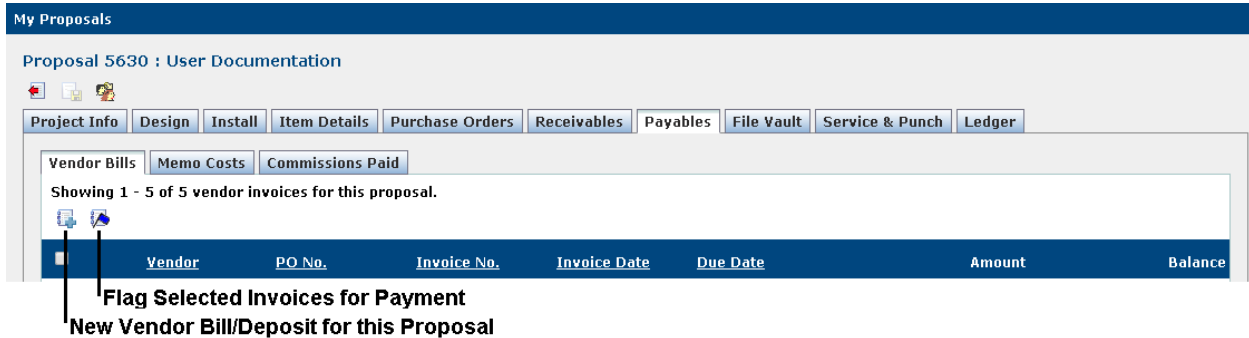 My Proposals
Proposal 5630 : User Documentation
Project Info Design Install Item Details Purchase Orders Receivables Payables File Vault Service & Punch Ledger
Vendor Bills Memo Costs Commissions Paid
Showing 1 - 5 of 5 vendor invoices for this proposal.
Vendor PO No. Invoice No. Invoice Date Due Date Amount Balance
Flag Selected Invoices for Payment
New Vendor Bill/Deposit for this Proposal